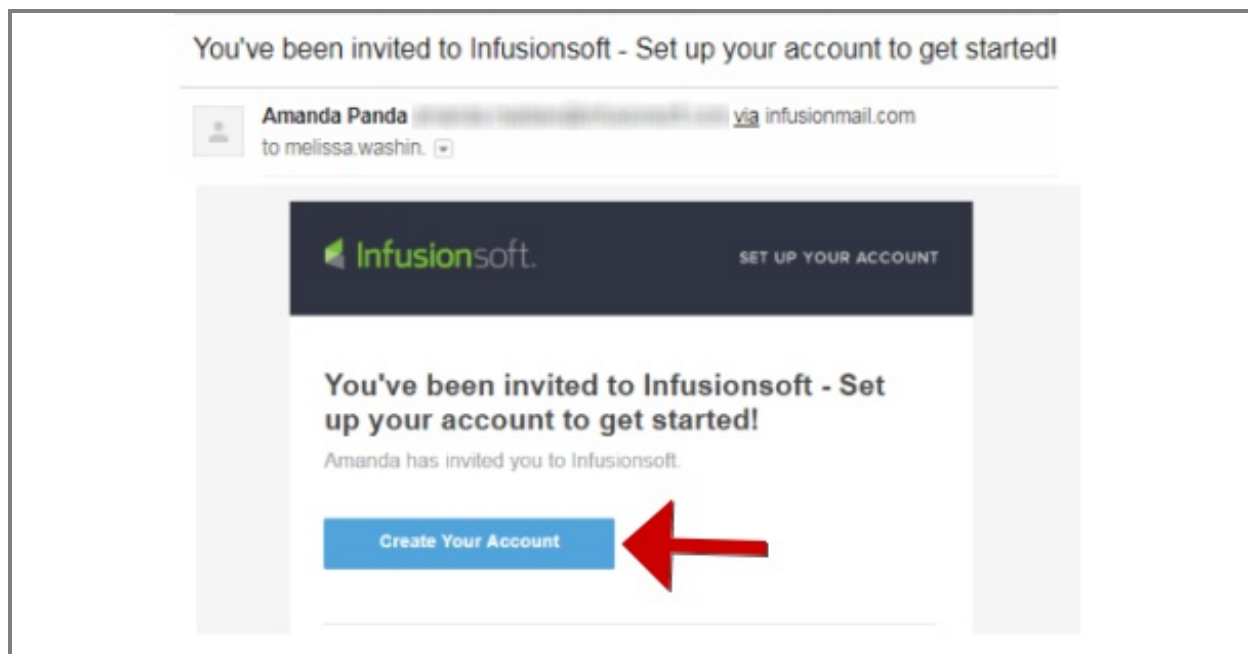 You've been invited to Infusionsoft - Set up your account to get started!
Amanda Panda via infusionmail.com
to melissa.washin.
Infusionsoft.
SET UP YOUR ACCOUNT
You've been invited to Infusionsoft - Set
up your account to get started!
Amanda has invited you to Infusionsoft.
Create Your Account